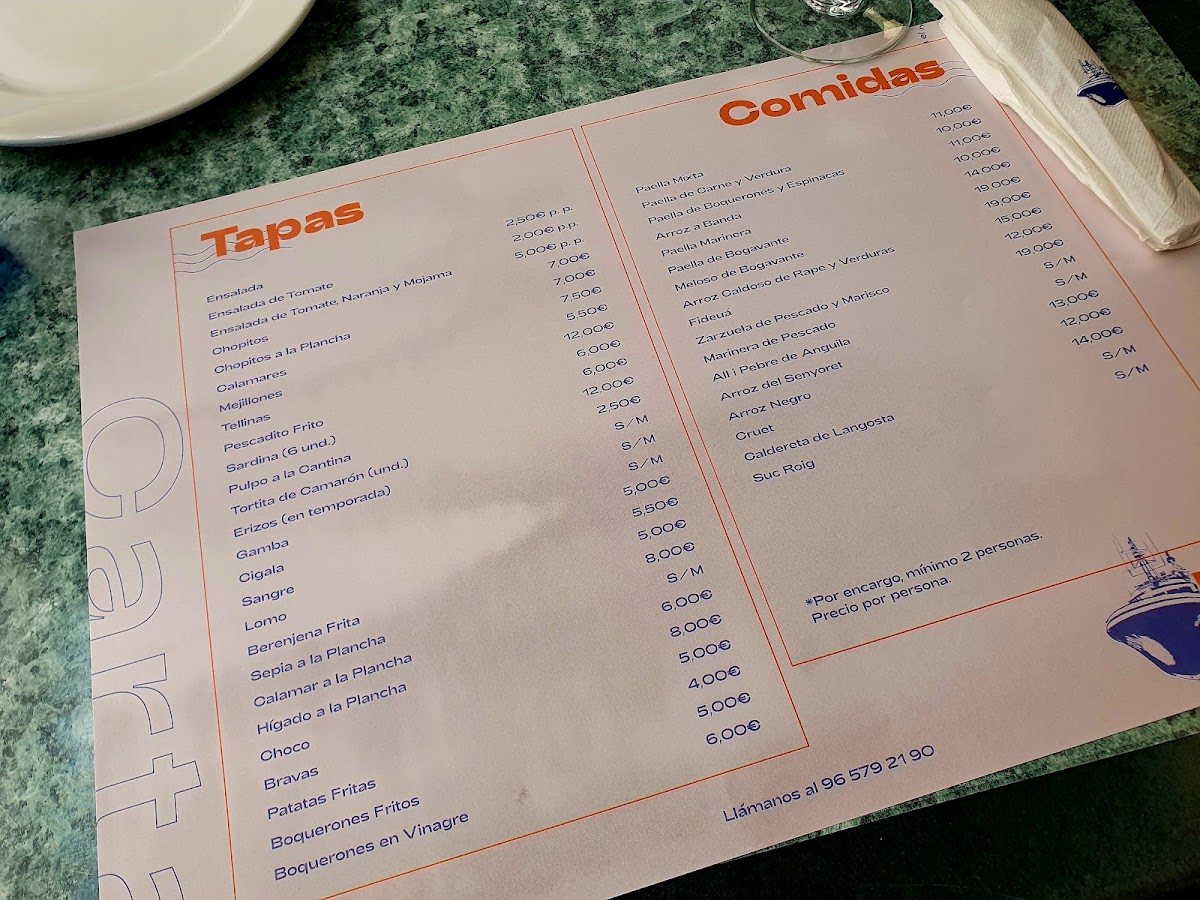 Carta
Tapas
Ensalada 2,50€ p. p.
Ensalada de Tomate 2,00€ p.p.
Ensalada de Tomate, Naranja y Mojama 5,00€ p. p.
Chopitos 7,00€
Chopitos a la Plancha 7,00€
Calamares 7,50€
Mejillones 5,50€
Tellinas 12,00€
Pescadito Frito 6,00€
Sardina (6 und.) 6,00€
Pulpo a la Cantina 12,00€
Tortita de Camarón (und.) 2,50€
Erizos (en temporada) S/M
Gamba S/M
Cigala S/M
Sangre 5,00€
Lomo 5,50€
Berenjena Frita 5,00€
Sepia a la Plancha 8,00€
Calamar a la Plancha S/M
Hígado a la Plancha 6,00€
Choco 8,00€
Bravas 5,00€
Patatas Fritas 4,00€
Boquerones Fritos 5,00€
Boquerones en Vinagre 6,00€
Comidas
Paella Mixta 11,00€
Paella de Carne y Verdura 10,00€
Paella de Boquerones y Espinacas 11,00€
Arroz a Banda 10,00€
Paella Marinera 14,00€
Paella de Bogavante 19,00€
Meloso de Bogavante 19,00€
Arroz Caldoso de Rape y Verduras 15,00€
Fideuá 12,00€
Zarzuela de Pescado y Marisco 19,00€
Marinera de Pescado S/M
All i Pebre de Anguila S/M
Arroz del Senyoret 13,00€
Arroz Negro 12,00€
Cruet 14,00€
Caldereta de Langosta S/M
Suc Roig S/M
*Por encargo, mínimo 2 personas.
Precio por persona.
Llámanos al 96 579 21 90